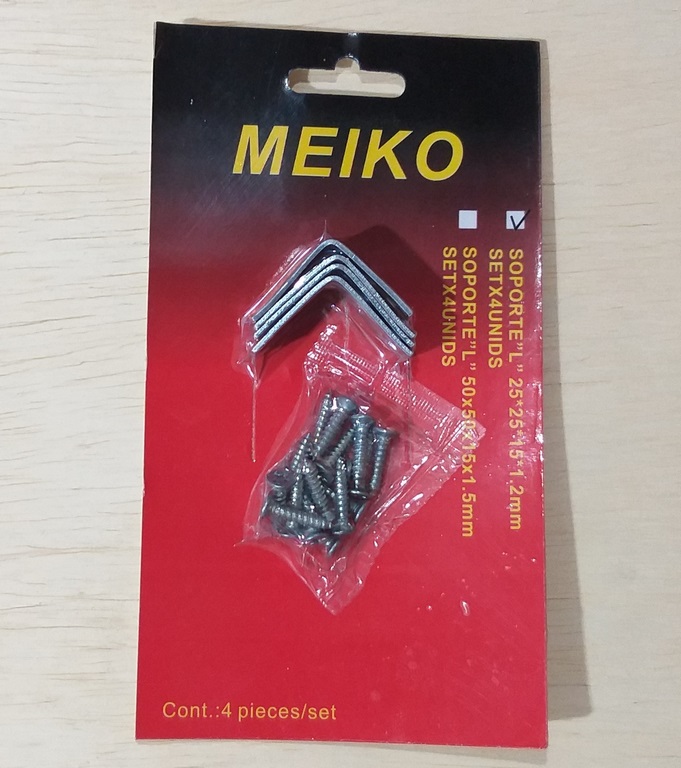 MEIKO
SOPORTE"L" 25*25*15*1.2mm
SETX4UNIDS
SOPORTE"L" 50x50x15x1.5mm
SETX4UNIDS
Cont.:4 pieces/set